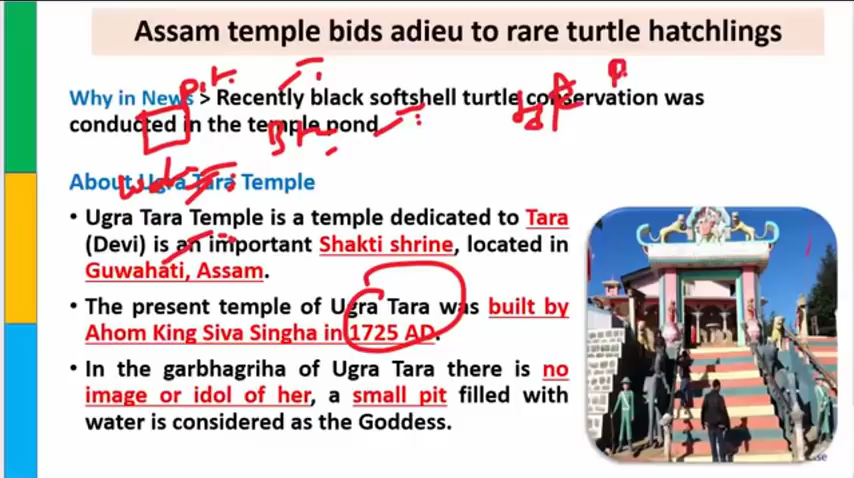 Assam temple bids adieu to rare turtle hatchlings
Why in News > Recently black softshell turtle conservation was
conducted in the temple pond
About Ugra Tara Temple
• Ugra Tara Temple is a temple dedicated to Tara
(Devi) is an important Shakti shrine, located in
Guwahati, Assam.
• The present temple of Ugra Tara was built by
Ahom King Siva Singha in 1725 AD.
• In the garbhagriha of Ugra Tara there is no
image or idol of her, a small pit filled with
water is considered as the Goddess.